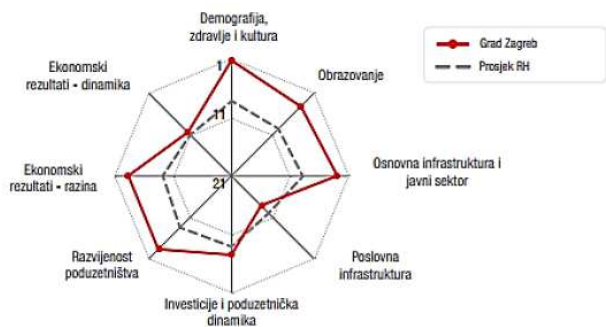 Demografija,
zdravlje i kultura
Grad Zagreb
Prosjek RH
Ekonomski
rezultati - dinamika
1
Obrazovanje
11
Ekonomski
rezultati - razina
21
Osnovna infrastruktura i
javni sektor
Razvijenost
poduzetništva
Poslovna
infrastruktura
Investicije i poduzetnička
dinamika